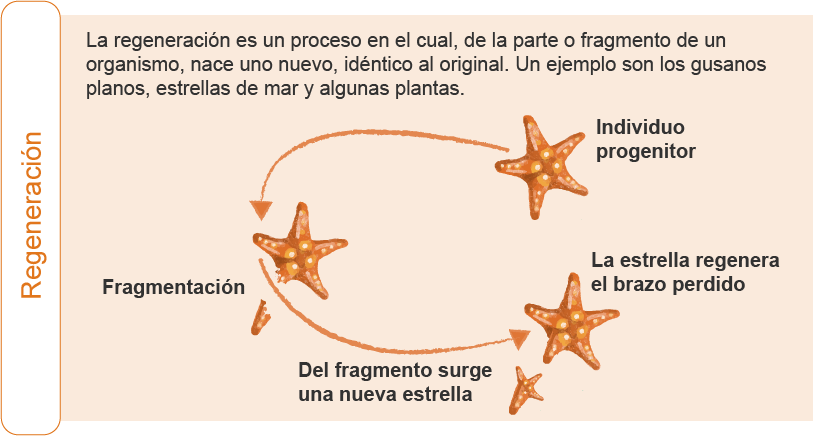 Regeneración
La regeneración es un proceso en el cual, de la parte o fragmento de un
organismo, nace uno nuevo, idéntico al original. Un ejemplo son los gusanos
planos, estrellas de mar y algunas plantas.
Individuo
progenitor
Fragmentación
La estrella regenera
el brazo perdido
Del fragmento surge
una nueva estrella